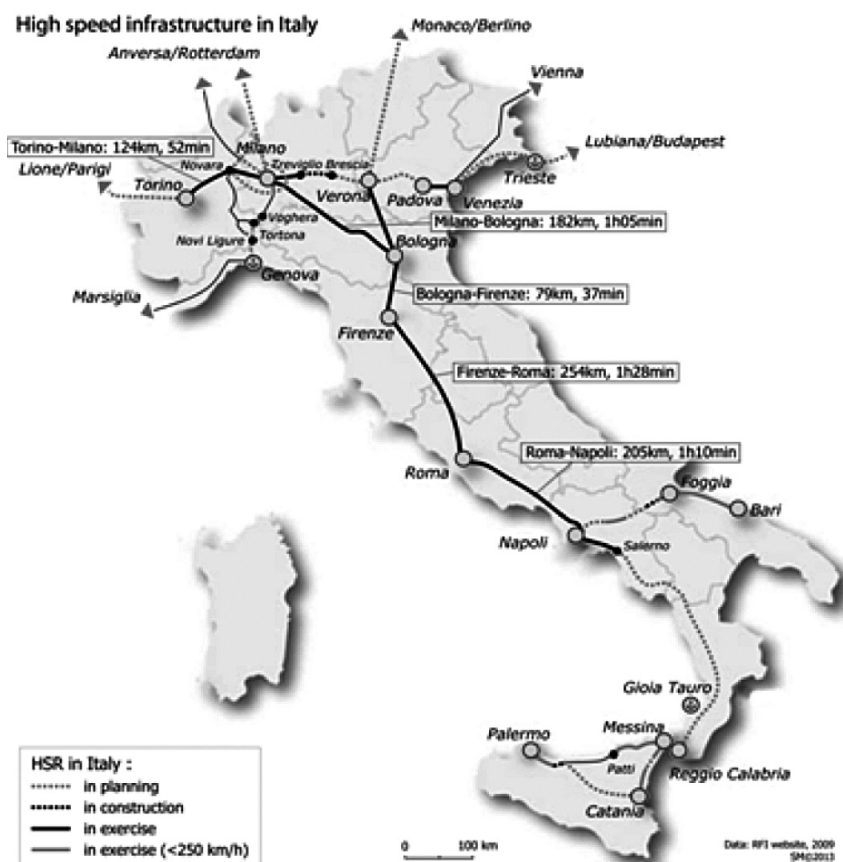 High speed infrastructure in Italy
Monaco/Berlino
Anversa/Rotterdam
Vienna
Torino-Milano: 124km, 52min
Milano
Lubiana/Budapest
Lione/Parigi
Novara
Treviglio Brescia
Trieste
Torino
Verona
Padova
Venezia
Voghera
Milano-Bologna: 182km, 1h05min
Novi Ligure
Tortona
Bologna
Genova
Marsiglia
Bologna-Firenze: 79km, 37min
Firenze
Firenze-Roma: 254km, 1h28min
Roma
Roma-Napoli: 205km, 1h10min
Foggia
Bari
Napoli
Salerno
Gioia Tauro
Messina
Palermo
Patti
Reggio Calabria
Catania
HSR in Italy :
in planning
in construction
in exercise
in exercise (<250 km/h)
0 100 km
Data: RFI website, 2009
SM©2013